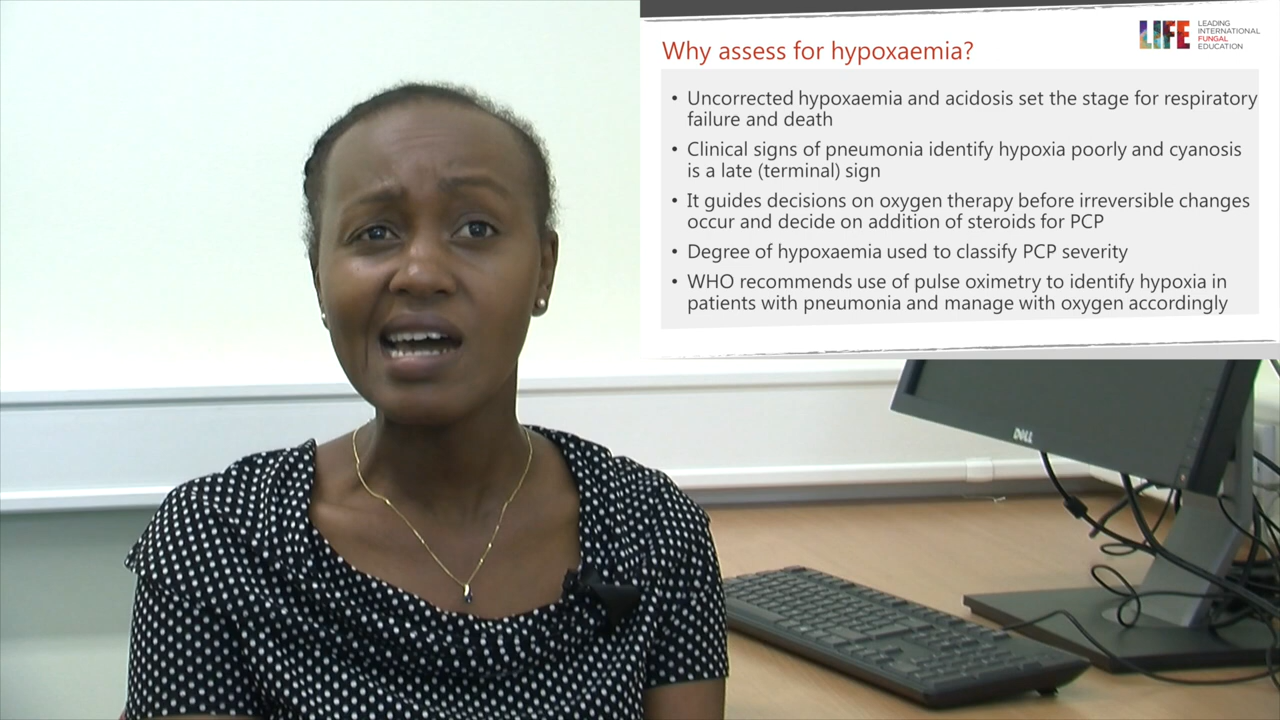 LIFE
LEADING
INTERNATIONAL
FUNGAL
EDUCATION
Why assess for hypoxaemia?
• Uncorrected hypoxaemia and acidosis set the stage for respiratory
failure and death
• Clinical signs of pneumonia identify hypoxia poorly and cyanosis
is a late (terminal) sign
• It guides decisions on oxygen therapy before irreversible changes
occur and decide on addition of steroids for PCP
• Degree of hypoxaemia used to classify PCP severity
• WHO recommends use of pulse oximetry to identify hypoxia in
patients with pneumonia and manage with oxygen accordingly
DELL